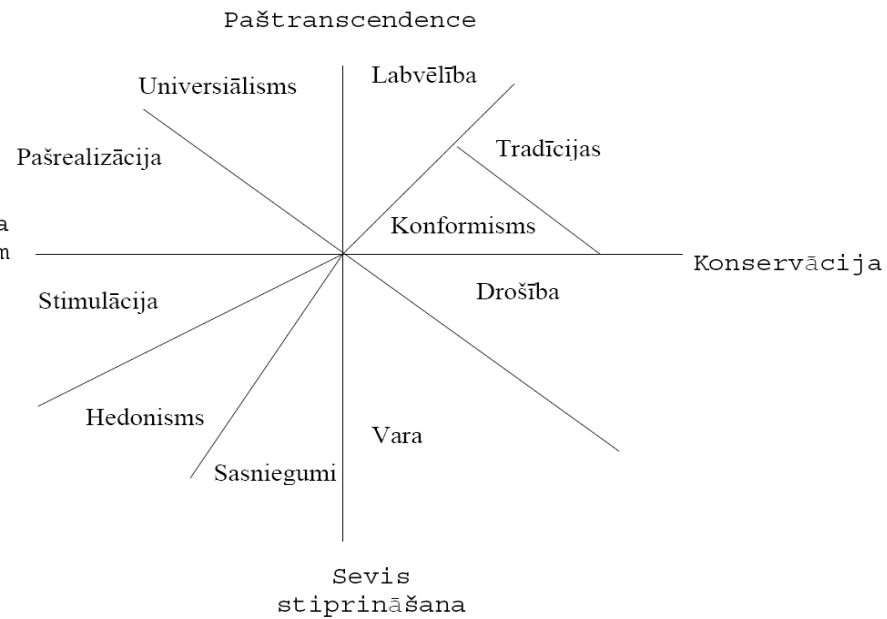 Paštranscendence
Universiālisms
Labvēlība
Pašrealizācija
Tradīcijas
Konformisms
Konservācija
Stimulācija
Drošība
Hedonisms
Vara
Sasniegumi
Sevis
stiprināšana